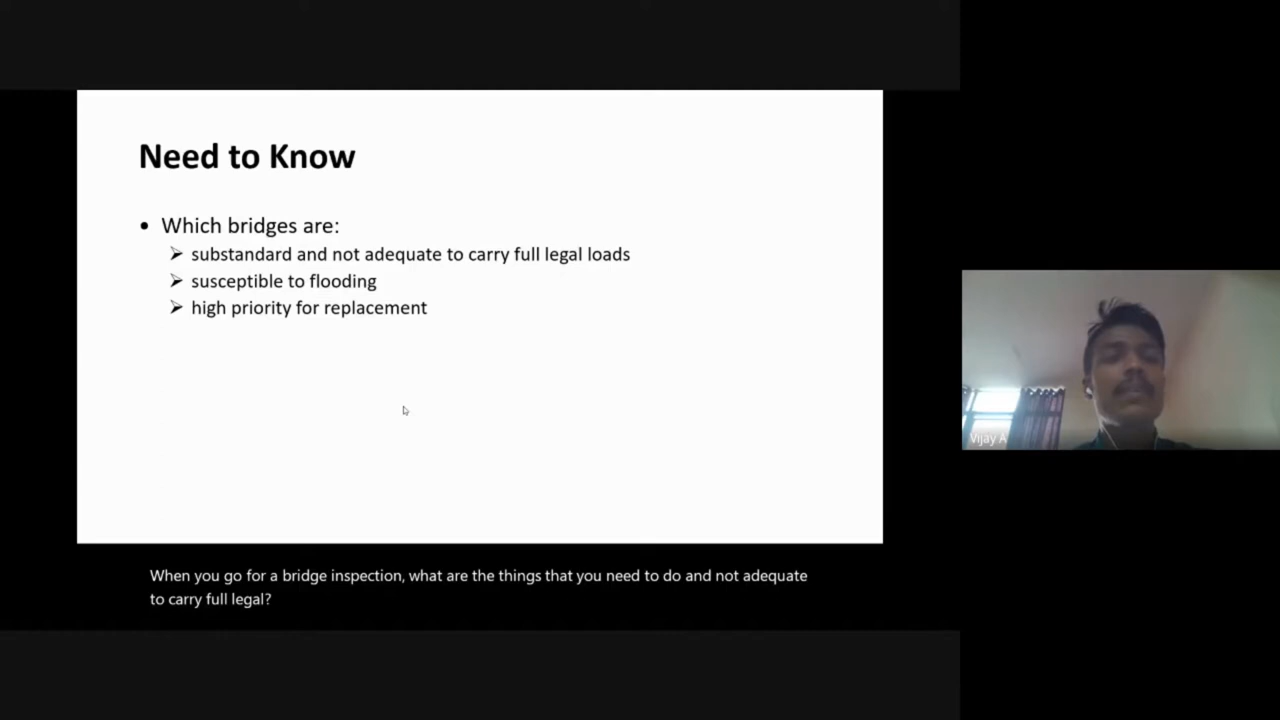 Need to Know
• Which bridges are:
➢ substandard and not adequate to carry full legal loads
➢ susceptible to flooding
➢ high priority for replacement
When you go for a bridge inspection, what are the things that you need to do and not adequate
to carry full legal?
Vijay A